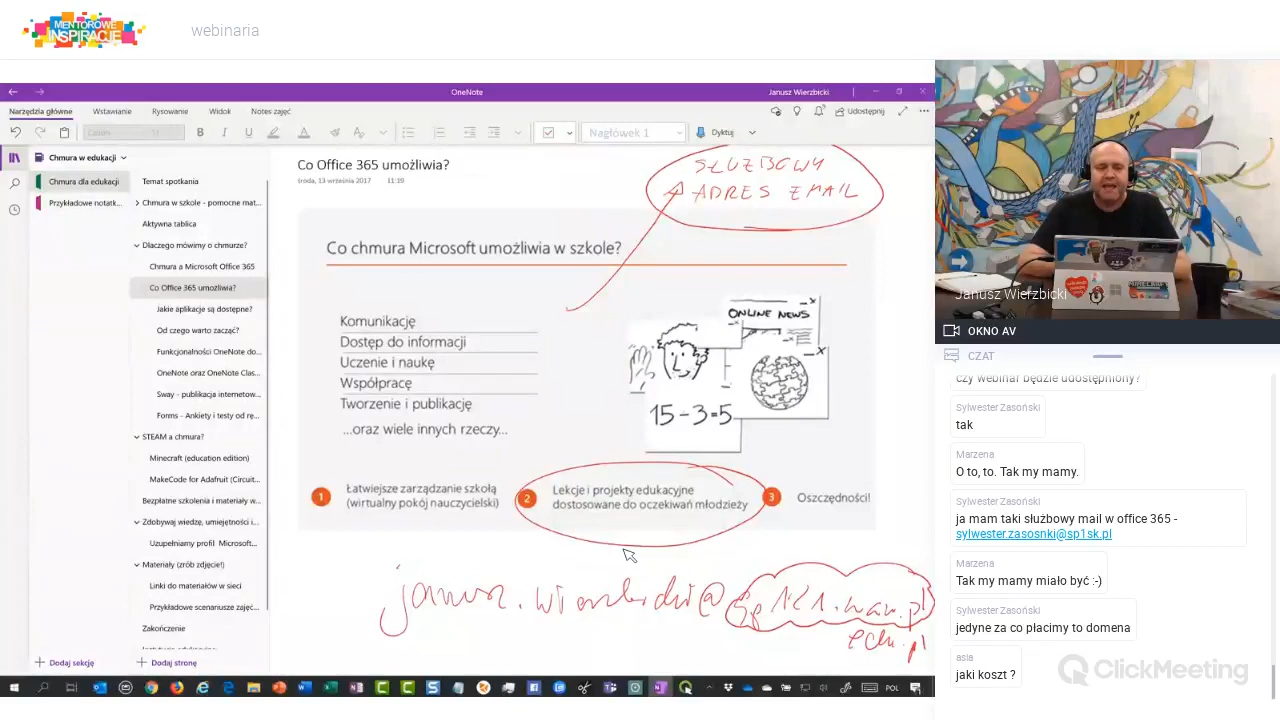 MENTOROWE
INSPIRACJE
webinaria
OneNote
Janusz Wierzbicki
Narzędzia główne
Wstawianie
Rysowanie
Widok
Notes zajęć
Udostępnij
B I U
Nagłówek 1
Dyktuj
Chmura w edukacji
Chmura dla edukacji
Przykładowe notatk...
Temat spotkania
Chmura w szkole - pomocne mat...
Aktywna tablica
Dlaczego mówimy o chmurze?
Chmura a Microsoft Office 365
Co Office 365 umożliwia?
Jakie aplikacje są dostępne?
Od czego warto zacząć?
Funkcjonalności OneNote do...
OneNote oraz OneNote Clas...
Sway - publikacja internetow...
Forms - Ankiety i testy od rę...
STEAM a chmura?
Minecraft (education edition)
MakeCode for Adafruit (Circuit...
Bezpłatne szkolenia i materiały w...
Zdobywaj wiedzę, umiejętności i...
Uzupełniamy profil Microsoft...
Materiały (zrób zdjęcie!)
Linki do materiałów w sieci
Przykładowe scenariusze zajęć...
Zakończenie
Dodaj sekcję
Dodaj stronę
Co Office 365 umożliwia?
środa, 13 września 2017 11:39
SŁUŻBOWY
ADRES EMAIL
Co chmura Microsoft umożliwia w szkole?
Komunikację
Dostęp do informacji
Uczenie i naukę
Współpracę
Tworzenie i publikację
...oraz wiele innych rzeczy...
ONLINE NEWS
15-3=5
1 Łatwiejsze zarządzanie szkołą
(wirtualny pokój nauczycielski)
2 Lekcje i projekty edukacyjne
dostosowane do oczekiwań młodzieży
3 Oszczędności!
janusz.wierzbicki@sp121.waw.pl
edu.pl
POL
Janusz Wierzbicki
OKNO AV
CZAT
czy webinar będzie udostępniony?
Sylwester Zasoński
tak
Marzena
O to, to. Tak my mamy.
Sylwester Zasoński
ja mam taki służbowy mail w office 365 -
sylwester.zasosnki@sp1sk.pl
Marzena
Tak my mamy miało być :-)
Sylwester Zasoński
jedyne za co płacimy to domena
asia
jaki koszt ?
ClickMeeting